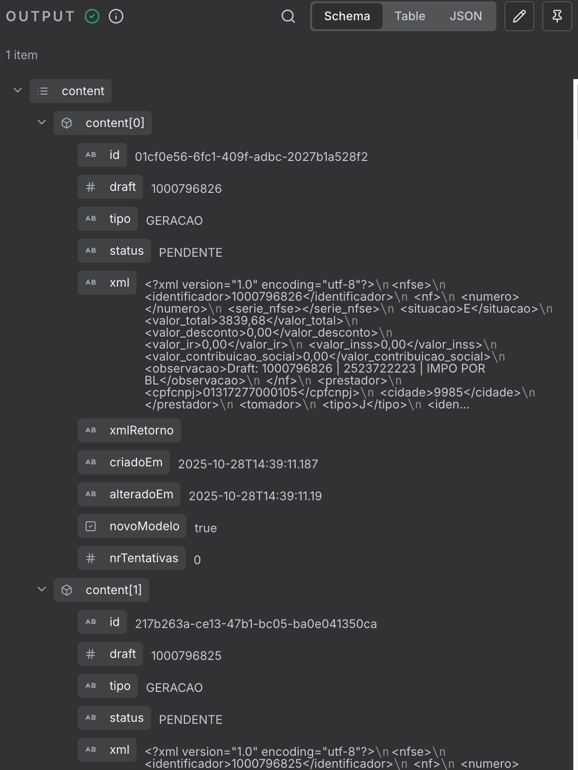 OUTPUT
Schema Table JSON
1 item
content
content[0]
AB id 01cf0e56-6fc1-409f-adbc-2027b1a528f2
# draft 1000796826
AB tipo GERACAO
AB status PENDENTE
AB xml <?xml version="1.0" encoding="utf-8"?>\n <nfse>\n
<identificador>1000796826</identificador>\n <nf>\n <numero>
</numero>\n <serie_nfse></serie_nfse>\n <situacao>E</situacao>\n
<valor_total>3839,68</valor_total>\n
<valor_desconto>0,00</valor_desconto>\n
<valor_ir>0,00</valor_ir>\n <valor_inss>0,00</valor_inss>\n
<valor_contribuicao_social>0,00</valor_contribuicao_social>\n
<observacao>Draft: 1000796826 | 2523722223 | IMPO POR
BL</observacao>\n </nf>\n <prestador>\n
<cpfcnpj>01317277000105</cpfcnpj>\n <cidade>9985</cidade>\n
</prestador>\n <tomador>\n <tipo>J</tipo>\n <iden...
AB xmlRetorno
AB criadoEm 2025-10-28T14:39:11.187
AB alteradoEm 2025-10-28T14:39:11.19
novoModelo true
# nrTentativas 0
content[1]
AB id 217b263a-ce13-47b1-bc05-ba0e041350ca
# draft 1000796825
AB tipo GERACAO
AB status PENDENTE
AB xml <?xml version="1.0" encoding="utf-8"?>\n <nfse>\n
<identificador>1000796825</identificador>\n <nf>\n <numero>